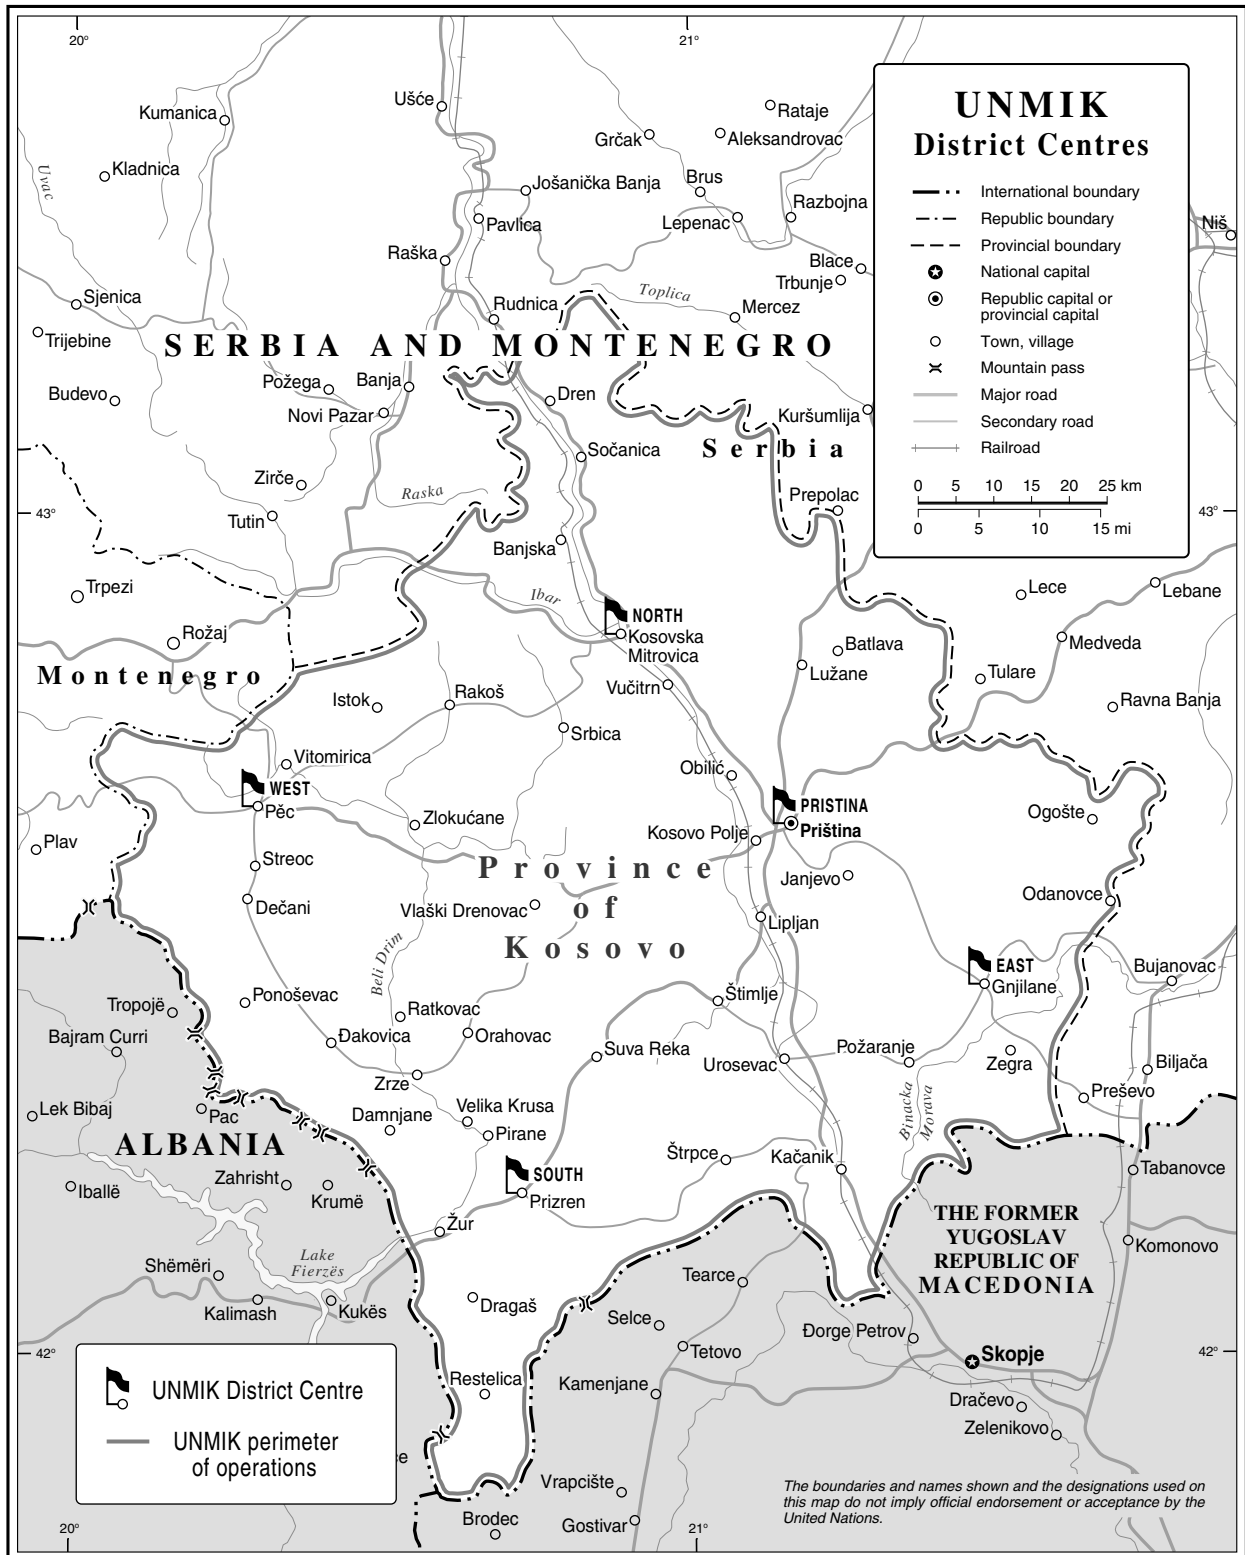 20°
21°
UNMIK
District Centres
International boundary
Republic boundary
Provincial boundary
National capital
Republic capital or
provincial capital
Town, village
Mountain pass
Major road
Secondary road
Railroad
0 5 10 15 20 25 km
0 5 10 15 mi
Kumanica
Ušće
Rataje
Grčak
Aleksandrovac
Uvac
Kladnica
Jošanička Banja
Brus
Razbojna
Pavlica
Lepenac
Niš
Raška
Blace
Trbunje
Toplica
Sjenica
Rudnica
Mercez
Trijebine
SERBIA AND MONTENEGRO
Požega
Banja
Budevo
Dren
Novi Pazar
Kuršumlija
Serbia
Sočanica
Zirče
Raska
Prepolac
43°
43°
Tutin
Banjska
Trpezi
Ibar
Lece
Lebane
NORTH
Kosovska
Mitrovica
Rožaj
Batlava
Medveda
Montenegro
Lužane
Tulare
Vučitrn
Istok
Rakoš
Ravna Banja
Srbica
Vitomirica
Obilić
WEST
Pěc
PRISTINA
Priština
Zlokućane
Kosovo Polje
Ogošte
Plav
Streoc
Province
of
Kosovo
Janjevo
Dečani
Vlaški Drenovac
Odanovce
Lipljan
Beli Drim
EAST
Gnjilane
Bujanovac
Ponoševac
Štimlje
Tropojë
Ratkovac
Bajram Curri
Đakovica
Orahovac
Suva Reka
Požaranje
Urosevac
Zegra
Biljača
Zrze
Binacka
Morava
Preševo
Lek Bibaj
Pac
Damnjane
Velika Krusa
Pirane
ALBANIA
Štrpce
Kačanik
Tabanovce
SOUTH
Prizren
Iballë
Zahrisht
Krumë
Žur
THE FORMER
YUGOSLAV
REPUBLIC OF
MACEDONIA
Komonovo
Lake
Fierzës
Shëmëri
Tearce
Kalimash
Kukës
Dragaš
Selce
Đorge Petrov
42°
42°
Tetovo
Skopje
UNMIK District Centre
UNMIK perimeter
of operations
Restelica
Kamenjane
Dračevo
Zelenikovo
ce
Vrapcište
The boundaries and names shown and the designations used on
this map do not imply official endorsement or acceptance by the
United Nations.
Brodec
Gostivar
20°
21°